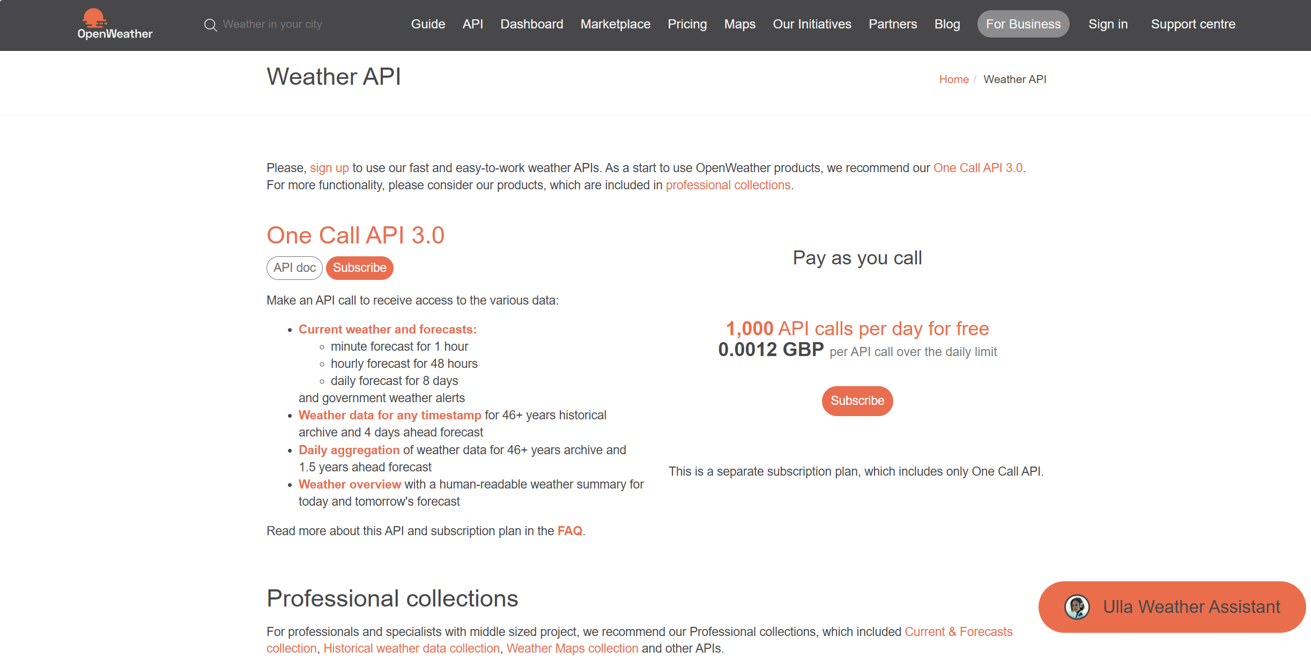 OpenWeather
Weather in your city
Guide API Dashboard Marketplace Pricing Maps Our Initiatives Partners Blog For Business Sign in Support centre
Weather API
Home / Weather API
Please, sign up to use our fast and easy-to-work weather APIs. As a start to use OpenWeather products, we recommend our One Call API 3.0.
For more functionality, please consider our products, which are included in professional collections.
One Call API 3.0
API doc Subscribe
Make an API call to receive access to the various data:
Current weather and forecasts:
minute forecast for 1 hour
hourly forecast for 48 hours
daily forecast for 8 days
and government weather alerts
Weather data for any timestamp for 46+ years historical
archive and 4 days ahead forecast
Daily aggregation of weather data for 46+ years archive and
1.5 years ahead forecast
Weather overview with a human-readable weather summary for
today and tomorrow's forecast
Read more about this API and subscription plan in the FAQ.
Pay as you call
1,000 API calls per day for free
0.0012 GBP per API call over the daily limit
Subscribe
This is a separate subscription plan, which includes only One Call API.
Professional collections
For professionals and specialists with middle sized project, we recommend our Professional collections, which included Current & Forecasts
collection, Historical weather data collection, Weather Maps collection and other APIs.
Ulla Weather Assistant